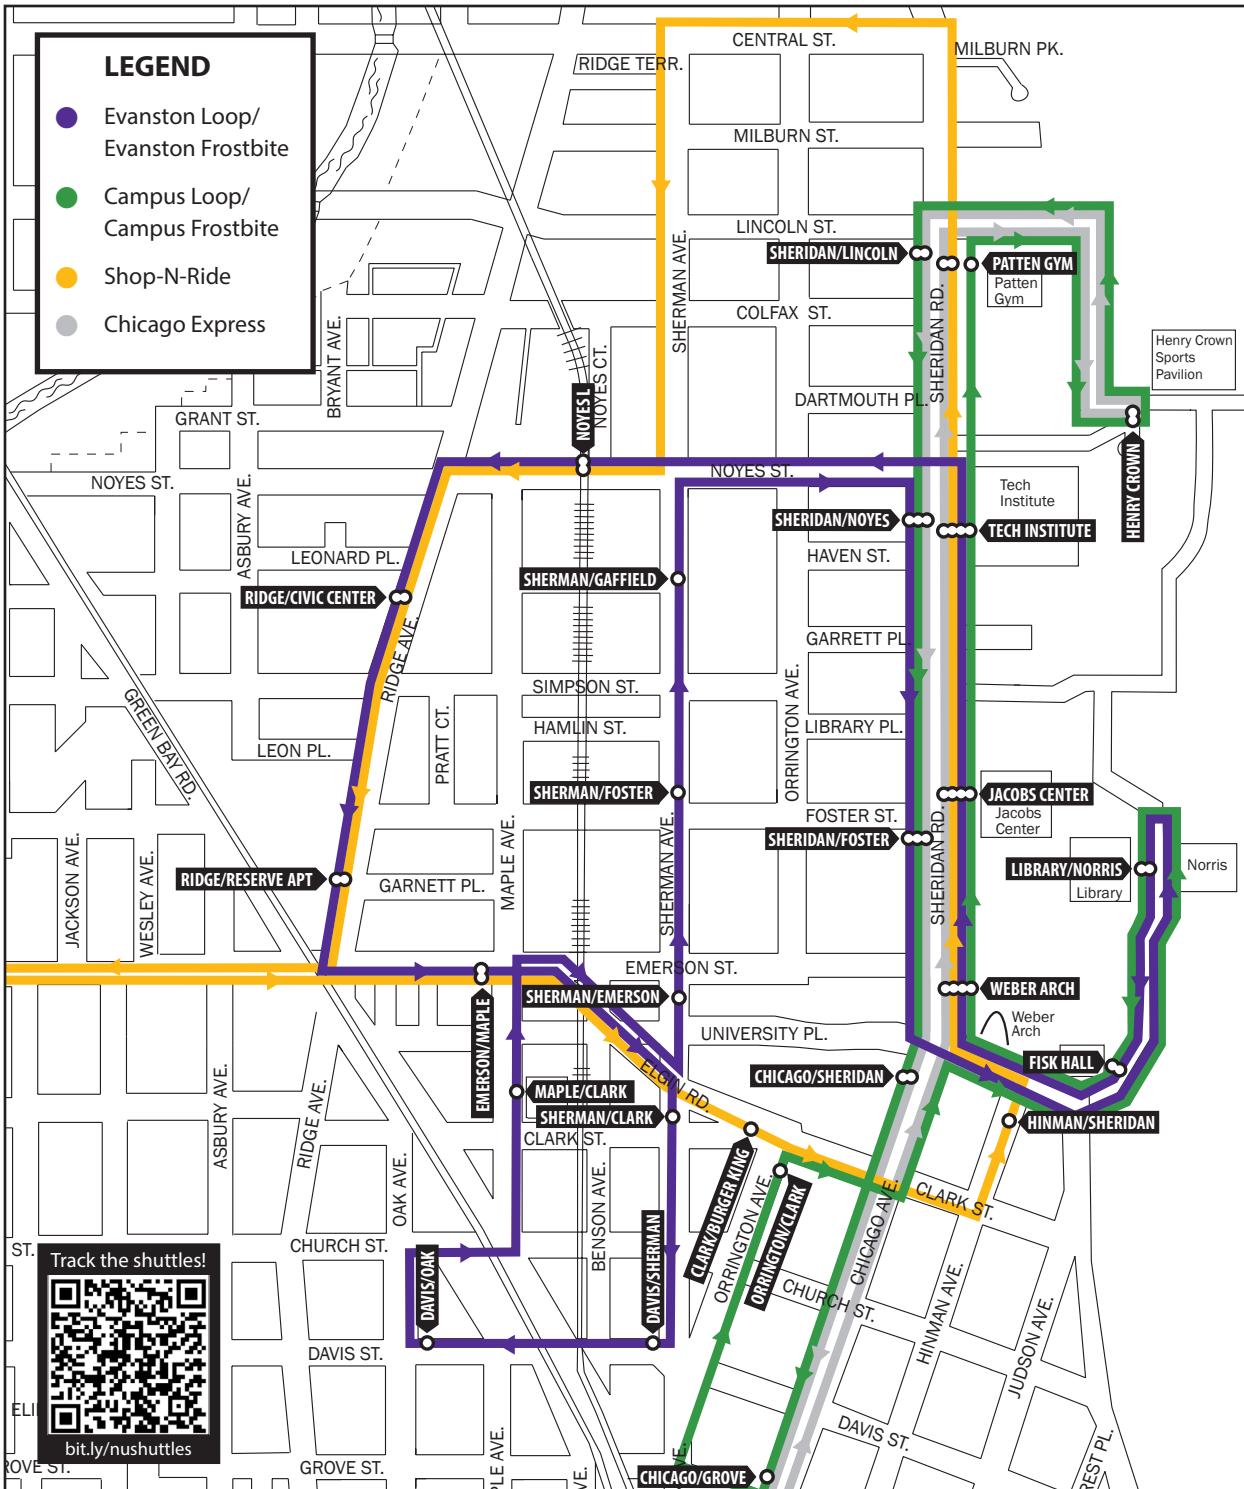 LEGEND
Evanston Loop/
Evanston Frostbite
Campus Loop/
Campus Frostbite
Shop-N-Ride
Chicago Express
CENTRAL ST.
MILBURN PK.
RIDGE TERR.
MILBURN ST.
LINCOLN ST.
SHERIDAN/LINCOLN
PATTEN GYM
Patten
Gym
SHERMAN AVE.
SHERIDAN RD.
COLFAX ST.
Henry Crown
Sports
Pavilion
BRYANT AVE.
NOYES CT.
NOYES L
DARTMOUTH PL.
GRANT ST.
HENRY CROWN
NOYES ST.
NOYES ST.
Tech
Institute
ASBURY AVE.
SHERIDAN/NOYES
TECH INSTITUTE
LEONARD PL.
HAVEN ST.
SHERMAN/GAFFIELD
RIDGE/CIVIC CENTER
RIDGE AVE.
GARRETT PL.
SIMPSON ST.
ORRINGTON AVE.
GREEN BAY RD.
PRATT CT.
HAMLIN ST.
LIBRARY PL.
LEON PL.
SHERMAN/FOSTER
JACOBS CENTER
Jacobs
Center
FOSTER ST.
SHERIDAN/FOSTER
SHERIDAN RD.
JACKSON AVE.
WESLEY AVE.
MAPLE AVE.
SHERMAN AVE.
RIDGE/RESERVE APT
GARNETT PL.
LIBRARY/NORRIS
Norris
Library
EMERSON ST.
SHERMAN/EMERSON
WEBER ARCH
Weber
Arch
EMERSON/MAPLE
UNIVERSITY PL.
FISK HALL
CHICAGO/SHERIDAN
ELGIN RD.
MAPLE/CLARK
SHERMAN/CLARK
HINMAN/SHERIDAN
ASBURY AVE.
RIDGE AVE.
CLARK ST.
OAK AVE.
BENSON AVE.
CLARK/BURGER KING
ORRINGTON AVE.
ORRINGTON/CLARK
CHICAGO AVE.
CLARK ST.
ST.
CHURCH ST.
DAVIS/OAK
DAVIS/SHERMAN
CHURCH ST.
HINMAN AVE.
JUDSON AVE.
Track the shuttles!
bit.ly/nushuttles
DAVIS ST.
DAVIS ST.
ELI
ROVE ST.
GROVE ST.
PLE AVE.
VE.
VE.
CHICAGO/GROVE
REST PL.